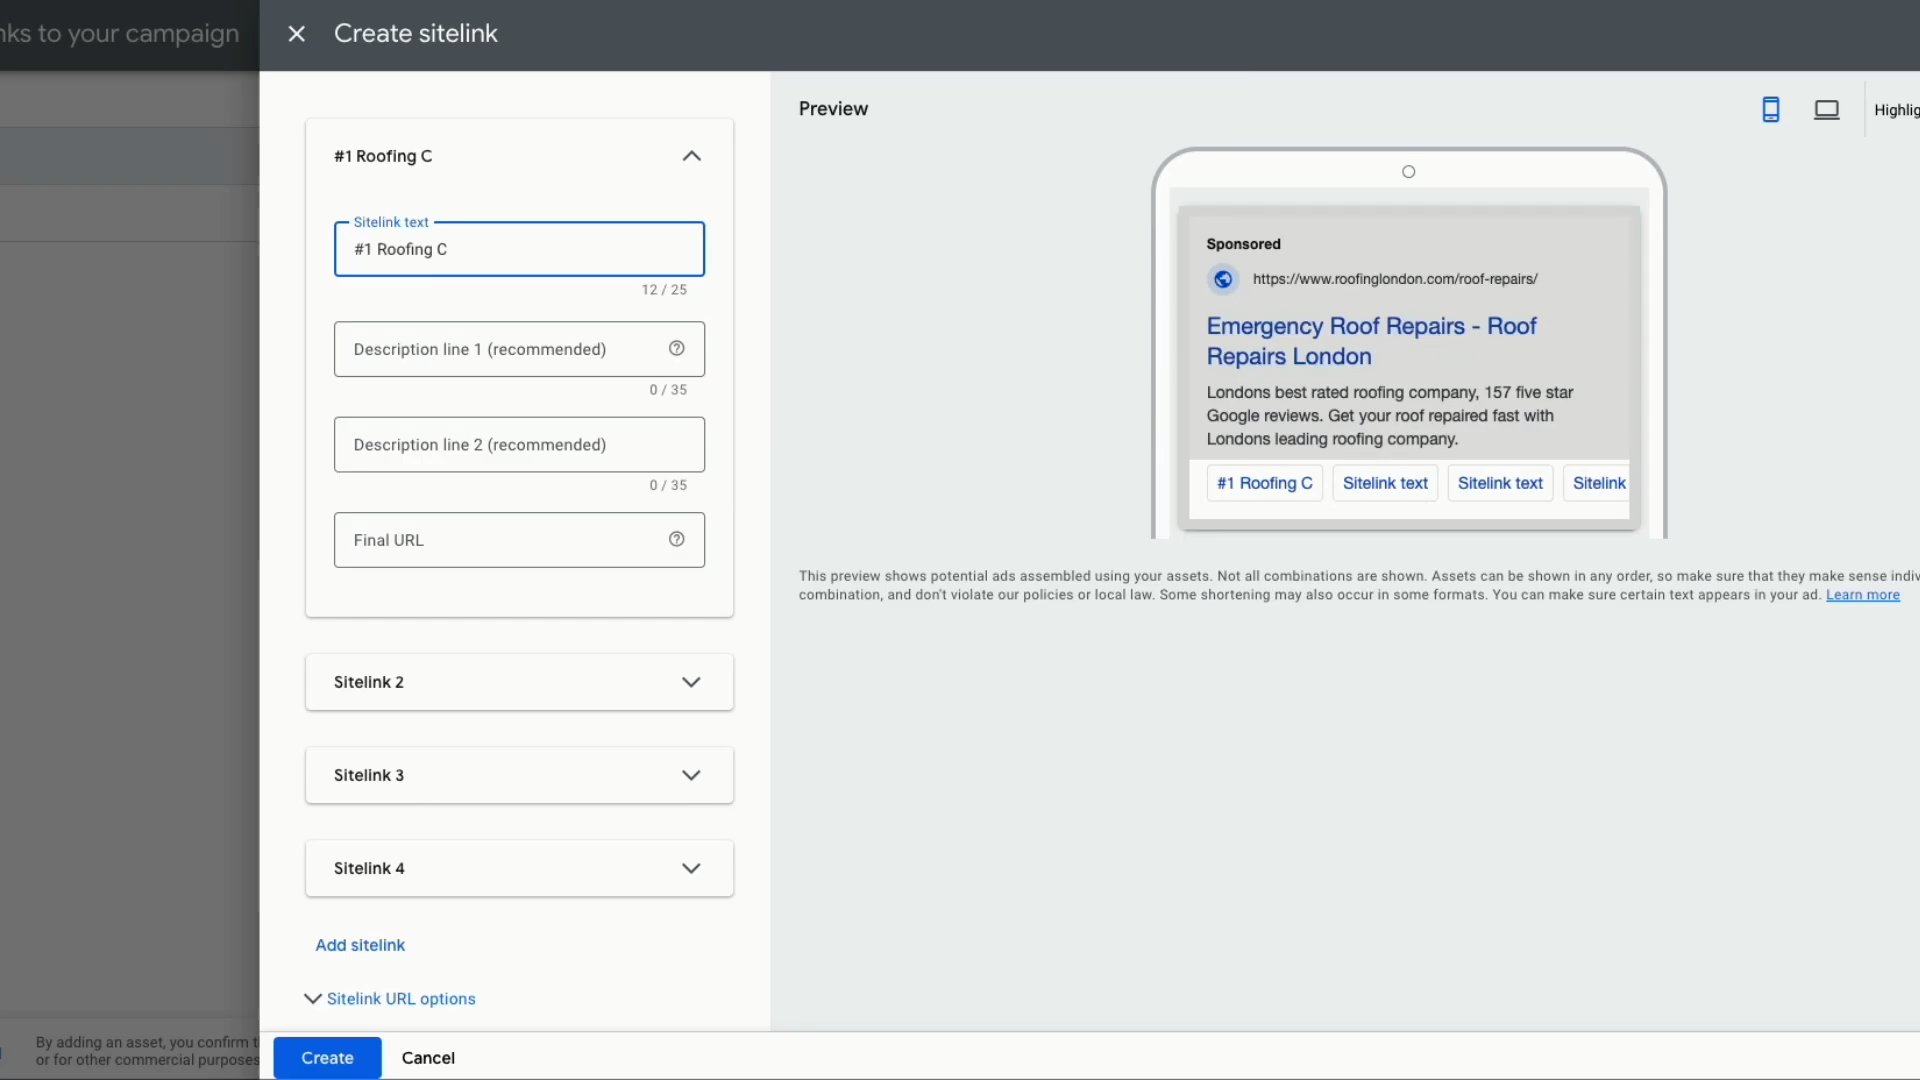 nks to your campaign
Create sitelink
#1 Roofing C
Sitelink text
#1 Roofing C
12 / 25
Description line 1 (recommended)
0 / 35
Description line 2 (recommended)
0 / 35
Final URL
Sitelink 2
Sitelink 3
Sitelink 4
Add sitelink
Sitelink URL options
By adding an asset, you confirm t
or for other commercial purposes
Create
Cancel
Preview
Highlig
Sponsored
https://www.roofinglondon.com/roof-repairs/
Emergency Roof Repairs - Roof
Repairs London
Londons best rated roofing company, 157 five star
Google reviews. Get your roof repaired fast with
Londons leading roofing company.
#1 Roofing C
Sitelink text
Sitelink text
Sitelink
This preview shows potential ads assembled using your assets. Not all combinations are shown. Assets can be shown in any order, so make sure that they make sense indiv
combination, and don't violate our policies or local law. Some shortening may also occur in some formats. You can make sure certain text appears in your ad. Learn more